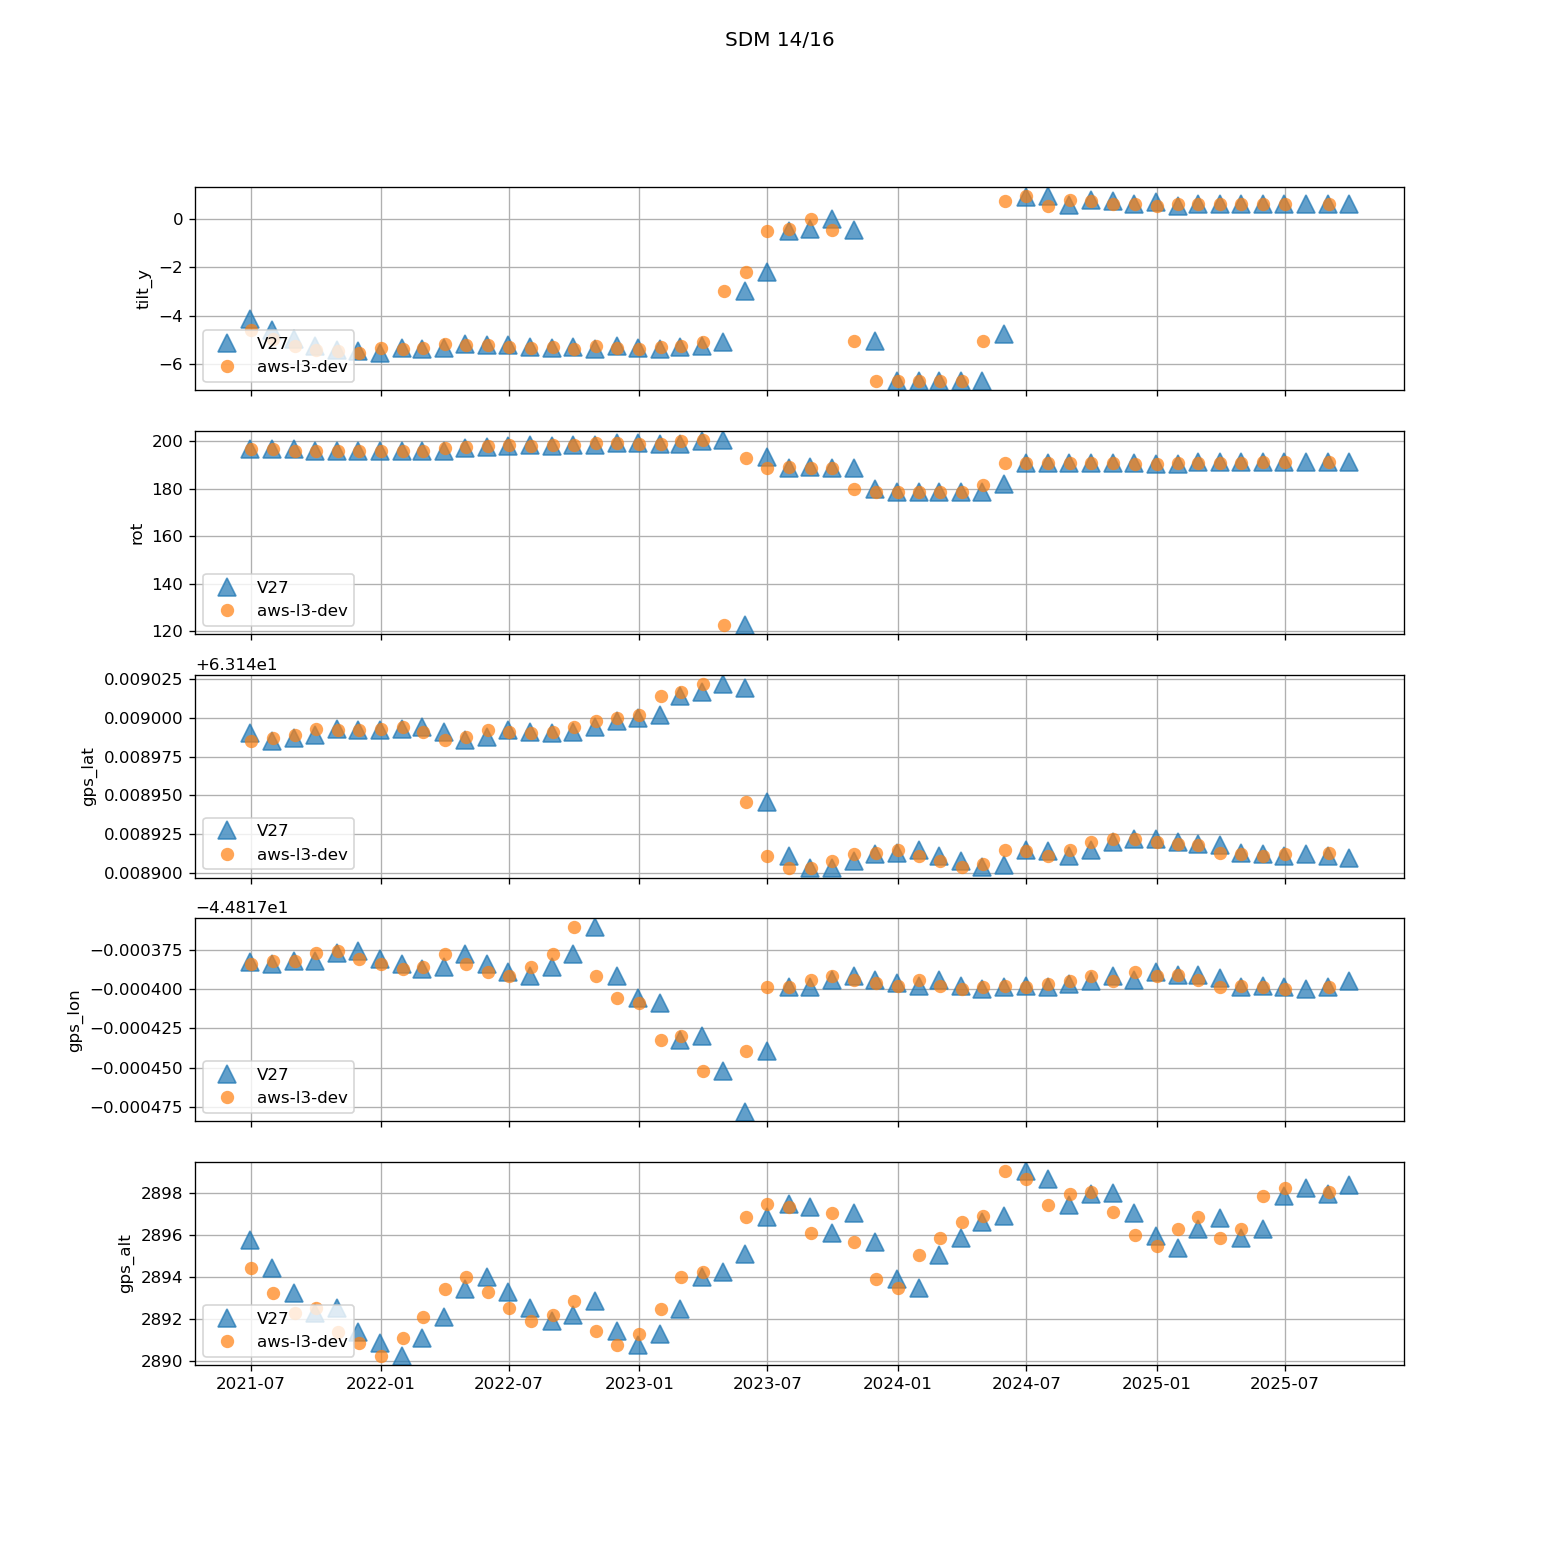 SDM 14/16
0
−2
−4
−6
tilt_y
V27
aws-l3-dev
200
180
160
140
120
rot
V27
aws-l3-dev
+6.314e1
0.009025
0.009000
0.008975
0.008950
0.008925
0.008900
gps_lat
V27
aws-l3-dev
−4.4817e1
−0.000375
−0.000400
−0.000425
−0.000450
−0.000475
gps_lon
V27
aws-l3-dev
2898
2896
2894
2892
2890
gps_alt
V27
aws-l3-dev
2021-07 2022-01 2022-07 2023-01 2023-07 2024-01 2024-07 2025-01 2025-07